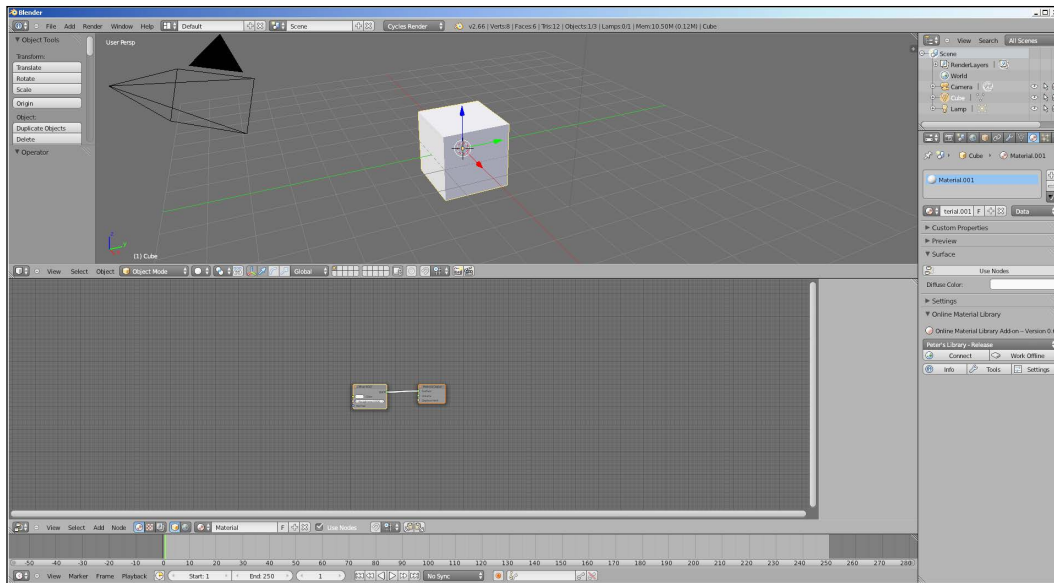 Blender
File Add Render Window Help Default Scene Cycles Render v2.66 | Verts:8 | Faces:6 | Tris:12 | Objects:1/3 | Lamps:0/1 | Mem:10.50M (0.12M) | Cube
View Search All Scenes
Object Tools
Transform:
Translate
Rotate
Scale
Origin
Object:
Duplicate Objects
Delete
Operator
User Persp
z
y
(1) Cube
View Select Object Object Mode Global
View Select Add Node Material F Use Nodes
-50 -40 -30 -20 -10 0 10 20 30 40 50 60 70 80 90 100 110 120 130 140 150 160 170 180 190 200 210 220 230 240 250 260 270 280
View Marker Frame Playback Start: 1 End: 250 1 No Sync
Scene
RenderLayers
World
Camera
Cube
Lamp
Cube Material.001
Material.001
terial.001 F Data
Custom Properties
Preview
Surface
Use Nodes
Diffuse Color:
Settings
Online Material Library
Online Material Library Add-on -- Version 0.
Peter's Library - Release
Connect Work Offline
Info Tools Settings